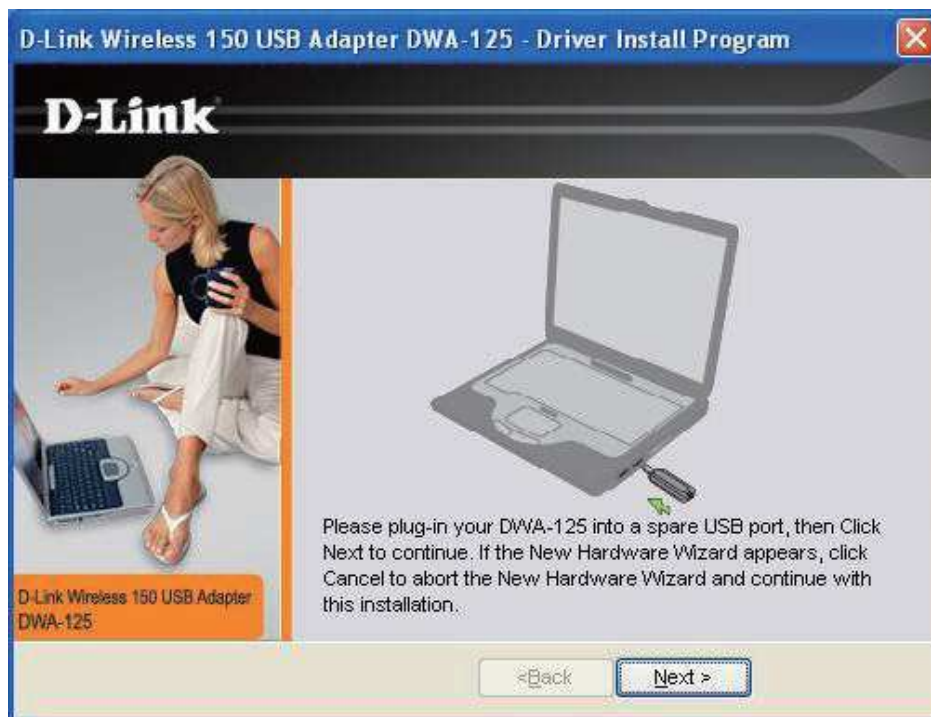 D-Link Wireless 150 USB Adapter DWA-125 - Driver Install Program
D-Link
Please plug-in your DWA-125 into a spare USB port, then Click
Next to continue. If the New Hardware Wizard appears, click
Cancel to abort the New Hardware Wizard and continue with
this installation.
D-Link Wireless 150 USB Adapter
DWA-125
<Back
Next >